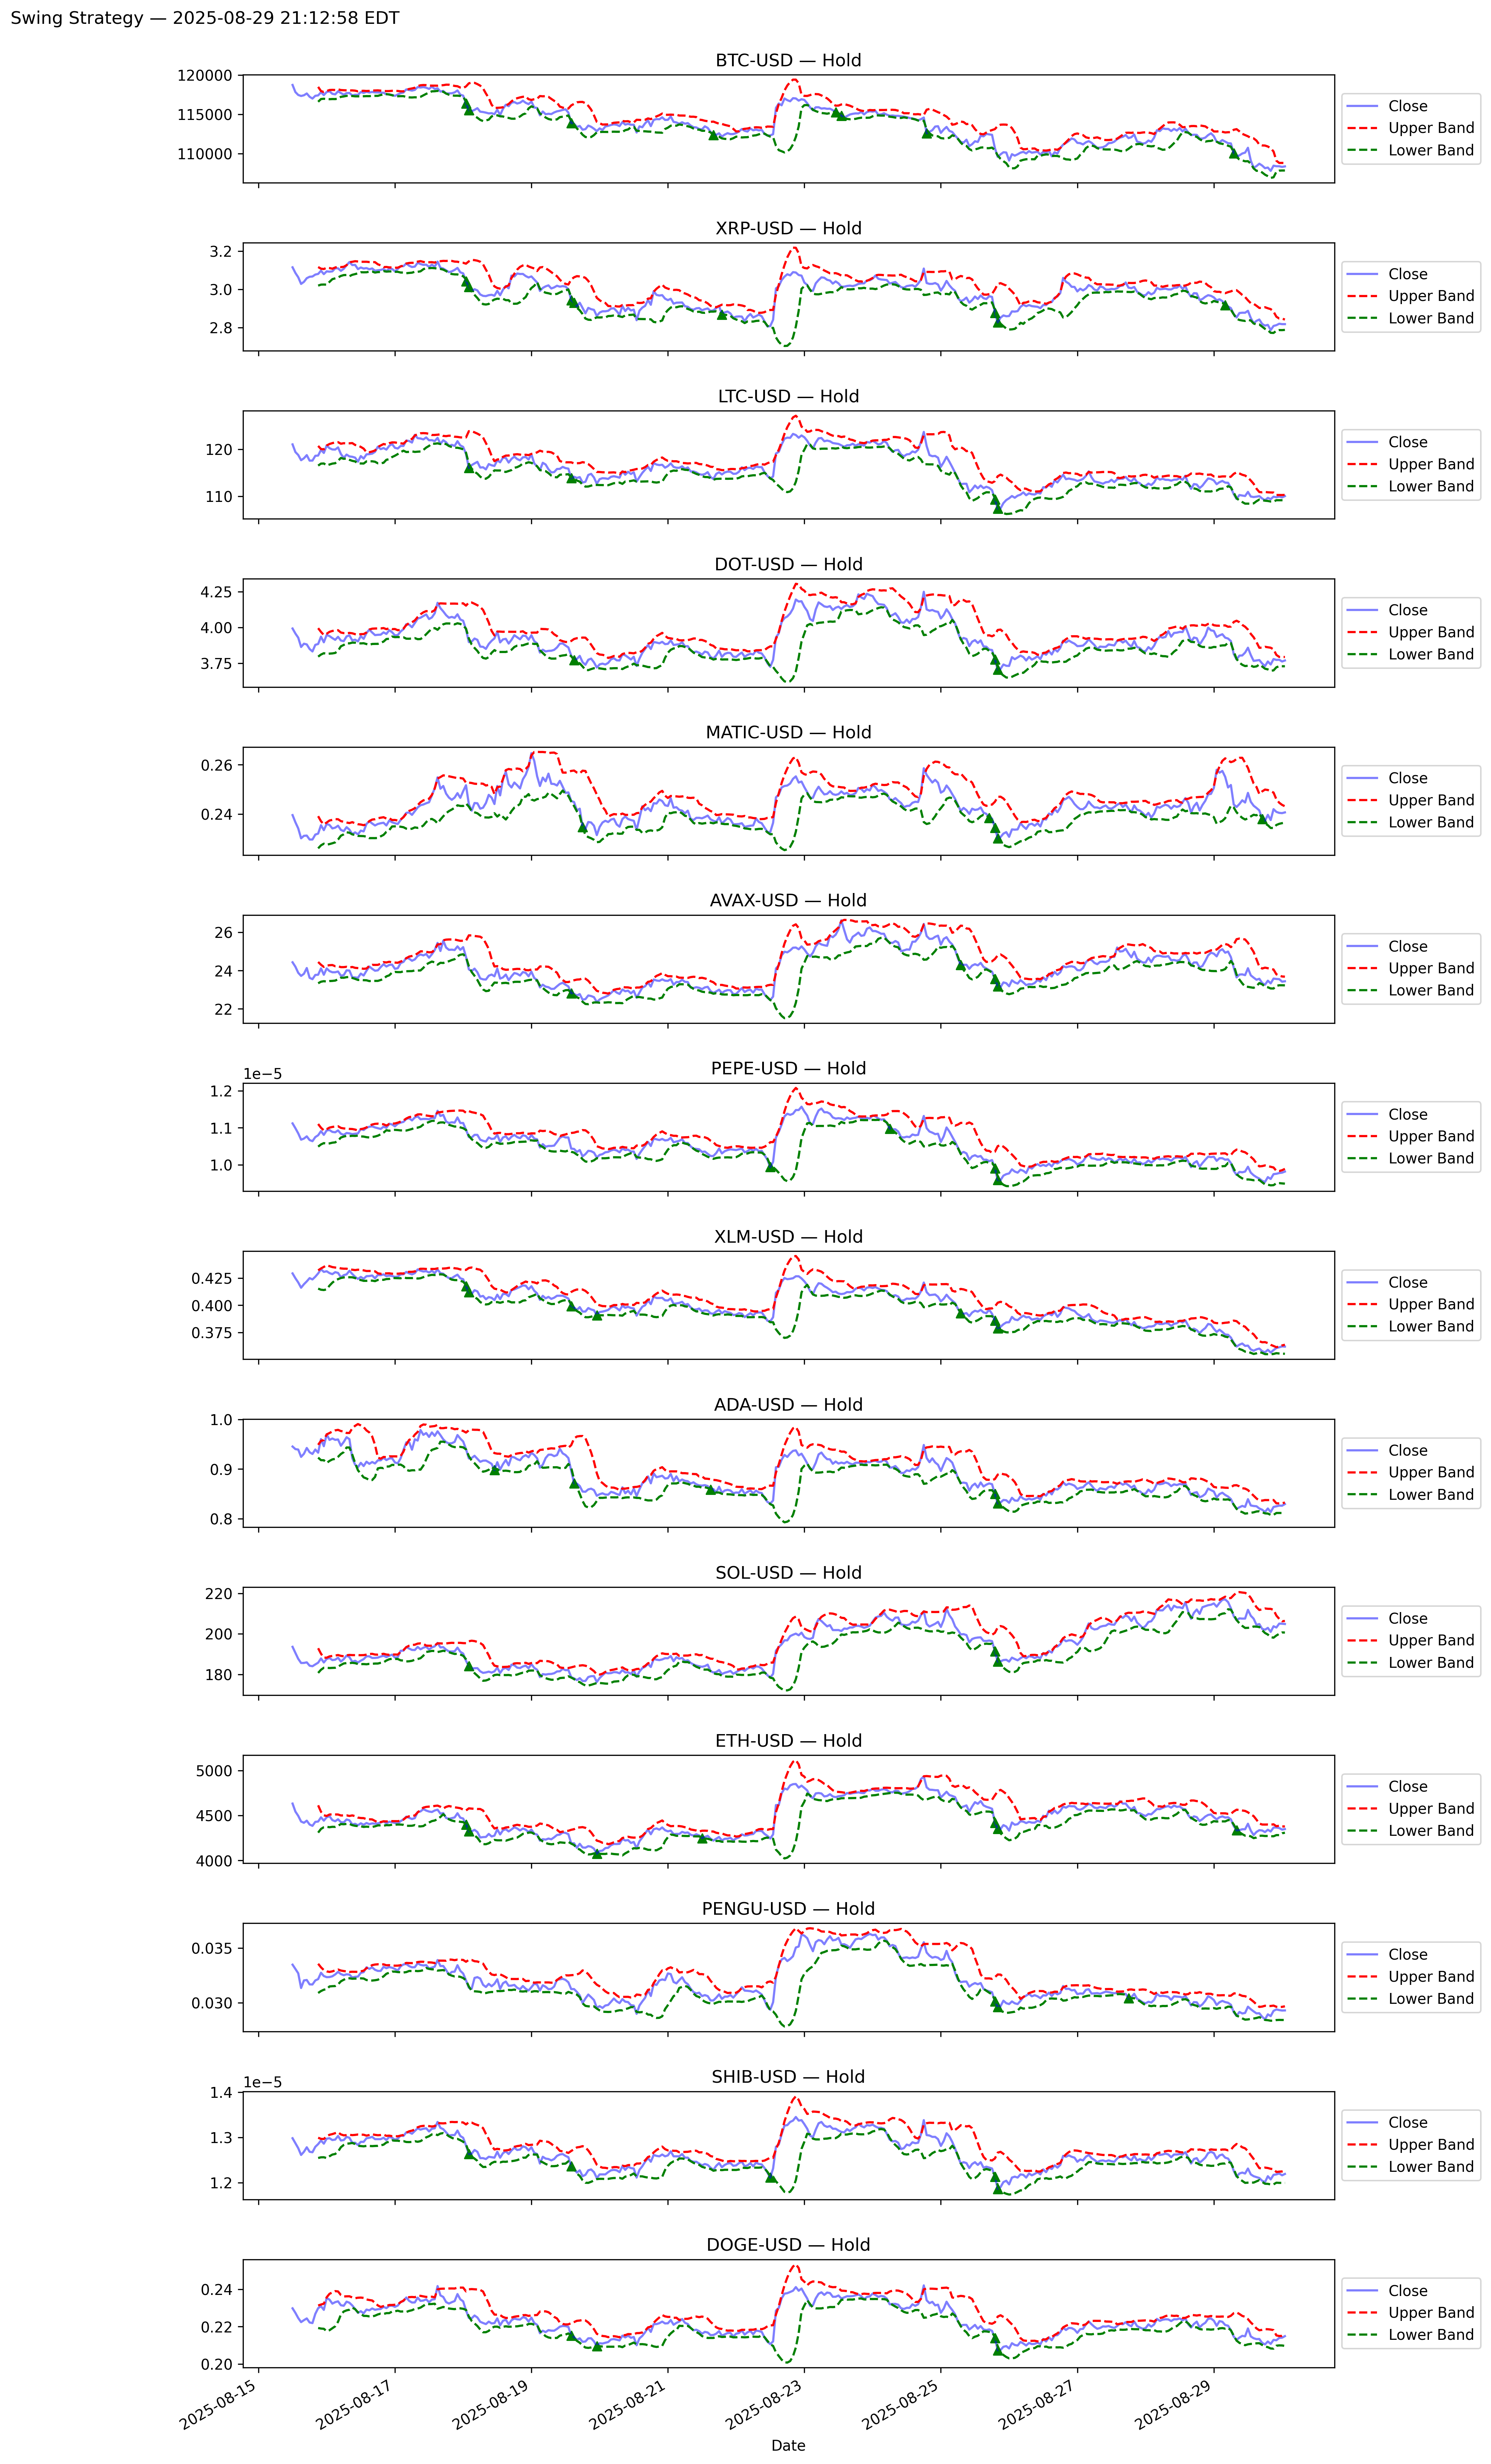 Swing Strategy — 2025-08-29 21:12:58 EDT
BTC-USD — Hold
120000
115000
110000
Close
Upper Band
Lower Band
XRP-USD — Hold
3.2
3.0
2.8
Close
Upper Band
Lower Band
LTC-USD — Hold
120
110
Close
Upper Band
Lower Band
DOT-USD — Hold
4.25
4.00
3.75
Close
Upper Band
Lower Band
MATIC-USD — Hold
0.26
0.24
Close
Upper Band
Lower Band
AVAX-USD — Hold
26
24
22
Close
Upper Band
Lower Band
PEPE-USD — Hold
1e−5
1.2
1.1
1.0
Close
Upper Band
Lower Band
XLM-USD — Hold
0.425
0.400
0.375
Close
Upper Band
Lower Band
ADA-USD — Hold
1.0
0.9
0.8
Close
Upper Band
Lower Band
SOL-USD — Hold
220
200
180
Close
Upper Band
Lower Band
ETH-USD — Hold
5000
4500
4000
Close
Upper Band
Lower Band
PENGU-USD — Hold
0.035
0.030
Close
Upper Band
Lower Band
SHIB-USD — Hold
1e−5
1.4
1.3
1.2
Close
Upper Band
Lower Band
DOGE-USD — Hold
0.24
0.22
0.20
Close
Upper Band
Lower Band
2025-08-15
2025-08-17
2025-08-19
2025-08-21
2025-08-23
2025-08-25
2025-08-27
2025-08-29
Date